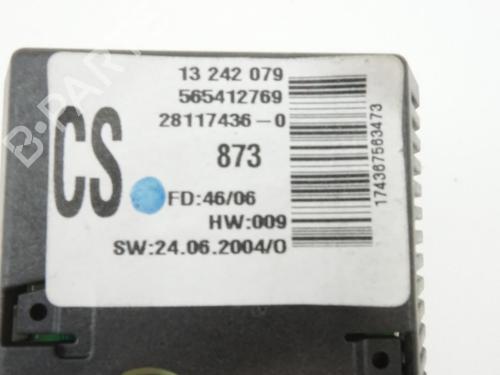 B-PARTS
13 242 079
565412769
28117436-0
CS
873
FD:46/06
HW:009
SW:24.06.2004/0
174367563473